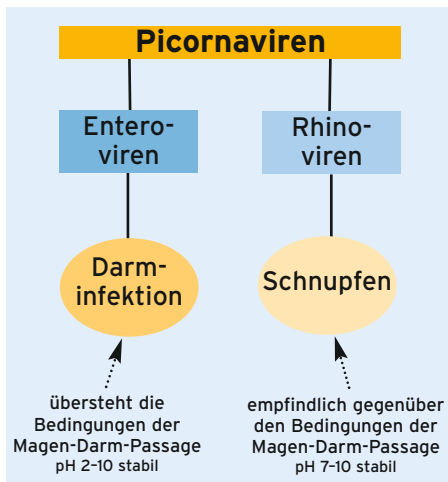 Picornaviren
Entero-
viren
Rhino-
viren
Darm-
infektion
Schnupfen
übersteht die
Bedingungen der
Magen-Darm-Passage
pH 2–10 stabil
empfindlich gegenüber
den Bedingungen der
Magen-Darm-Passage
pH 7–10 stabil